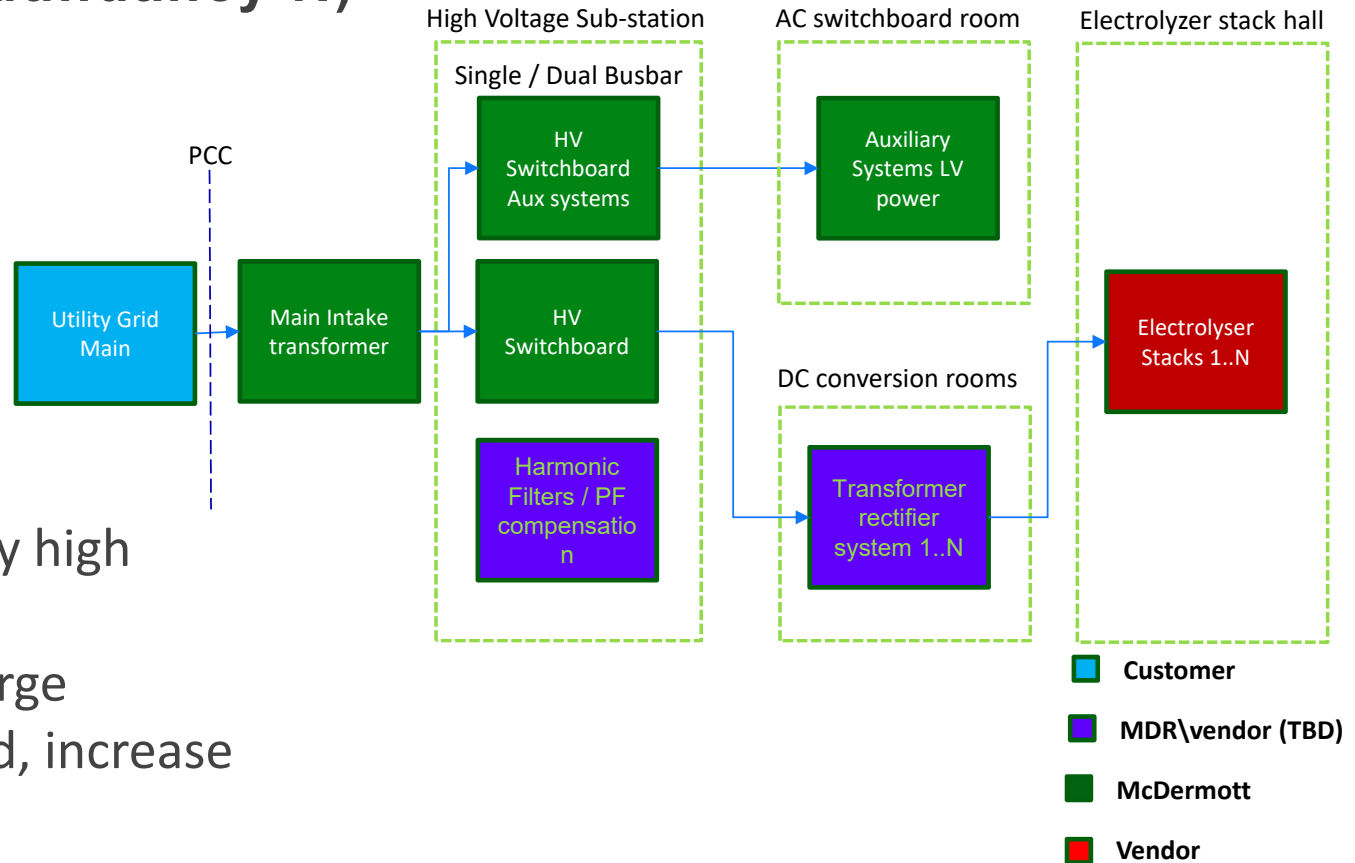 High Voltage Sub-station
AC switchboard room
Electrolyzer stack hall
Single / Dual Busbar
PCC
HV
Switchboard
Aux systems
Auxiliary
Systems LV
power
Utility Grid
Main
Main Intake
transformer
HV
Switchboard
Electrolyser
Stacks 1..N
DC conversion rooms
Harmonic
Filters / PF
compensatio
n
Transformer
rectifier
system 1..N
y high
rge
d, increase
Customer
MDR\vendor (TBD)
McDermott
Vendor